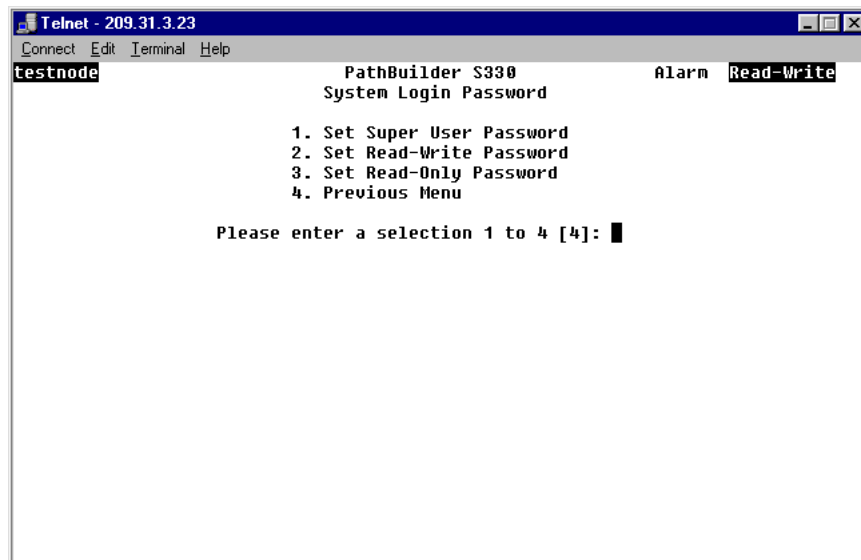 Telnet - 209.31.3.23
Connect Edit Terminal Help
testnode PathBuilder S330 Alarm Read-Write
System Login Password
1. Set Super User Password
2. Set Read-Write Password
3. Set Read-Only Password
4. Previous Menu
Please enter a selection 1 to 4 [4]: